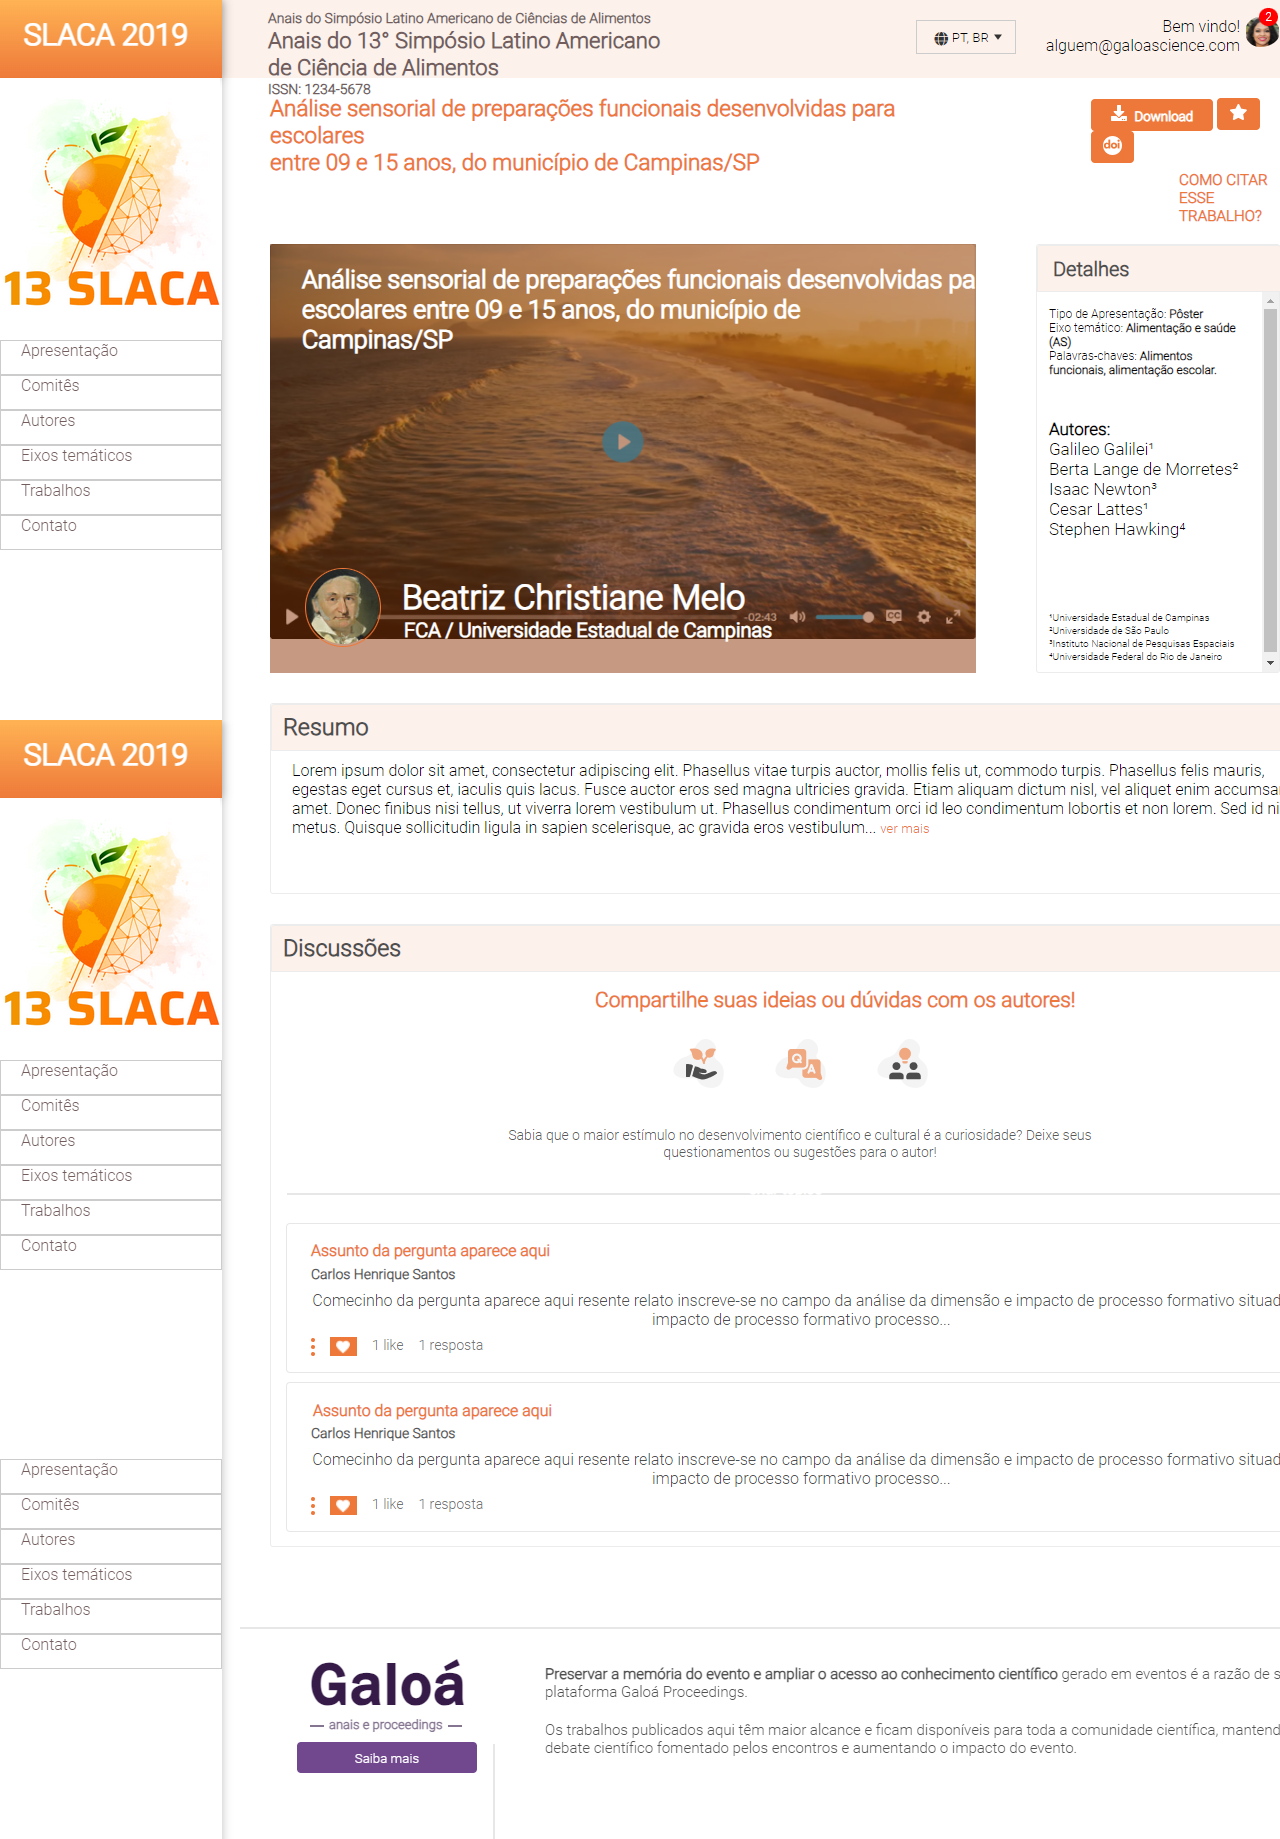 SLACA 2019
Anais do Simpósio Latino Americano de Ciências de Alimentos
Anais do 13° Simpósio Latino Americano
de Ciência de Alimentos
ISSN: 1234-5678
PT, BR
Bem vindo!
alguem@galoascience.com
2
Análise sensorial de preparações funcionais desenvolvidas para
escolares
entre 09 e 15 anos, do município de Campinas/SP
Download
doi
COMO CITAR
ESSE
TRABALHO?
13 SLACA
Apresentação
Comitês
Autores
Eixos temáticos
Trabalhos
Contato
Análise sensorial de preparações funcionais desenvolvidas pa
escolares entre 09 e 15 anos, do município de
Campinas/SP
Beatriz Christiane Melo
-02:43
CC
FCA / Universidade Estadual de Campinas
Detalhes
Tipo de Apresentação: Pôster
Eixo temático: Alimentação e saúde
(AS)
Palavras-chaves: Alimentos
funcionais, alimentação escolar.
Autores:
Galileo Galilei¹
Berta Lange de Morretes²
Isaac Newton³
Cesar Lattes¹
Stephen Hawking⁴
¹Universidade Estadual de Campinas
²Universidade de São Paulo
³Instituto Nacional de Pesquisas Espaciais
⁴Universidade Federal do Rio de Janeiro
SLACA 2019
13 SLACA
Apresentação
Comitês
Autores
Eixos temáticos
Trabalhos
Contato
Resumo
Lorem ipsum dolor sit amet, consectetur adipiscing elit. Phasellus vitae turpis auctor, mollis felis ut, commodo turpis. Phasellus felis mauris,
egestas eget cursus et, iaculis quis lacus. Fusce auctor eros sed magna ultricies gravida. Etiam aliquam dictum nisl, vel aliquet enim accumsa
amet. Donec finibus nisi tellus, ut viverra lorem vestibulum ut. Phasellus condimentum orci id leo condimentum lobortis et non lorem. Sed id ni
metus. Quisque sollicitudin ligula in sapien scelerisque, ac gravida eros vestibulum... ver mais
Discussões
Compartilhe suas ideias ou dúvidas com os autores!
Q
A
Sabia que o maior estímulo no desenvolvimento científico e cultural é a curiosidade? Deixe seus
questionamentos ou sugestões para o autor!
Assunto da pergunta aparece aqui
Carlos Henrique Santos
Comecinho da pergunta aparece aqui resente relato inscreve-se no campo da análise da dimensão e impacto de processo formativo situad
impacto de processo formativo processo...
1 like 1 resposta
Assunto da pergunta aparece aqui
Carlos Henrique Santos
Comecinho da pergunta aparece aqui resente relato inscreve-se no campo da análise da dimensão e impacto de processo formativo situad
impacto de processo formativo processo...
1 like 1 resposta
Apresentação
Comitês
Autores
Eixos temáticos
Trabalhos
Contato
Galoá
anais e proceedings
Saiba mais
Preservar a memória do evento e ampliar o acesso ao conhecimento científico gerado em eventos é a razão de s
plataforma Galoá Proceedings.
Os trabalhos publicados aqui têm maior alcance e ficam disponíveis para toda a comunidade científica, mantend
debate científico fomentado pelos encontros e aumentando o impacto do evento.